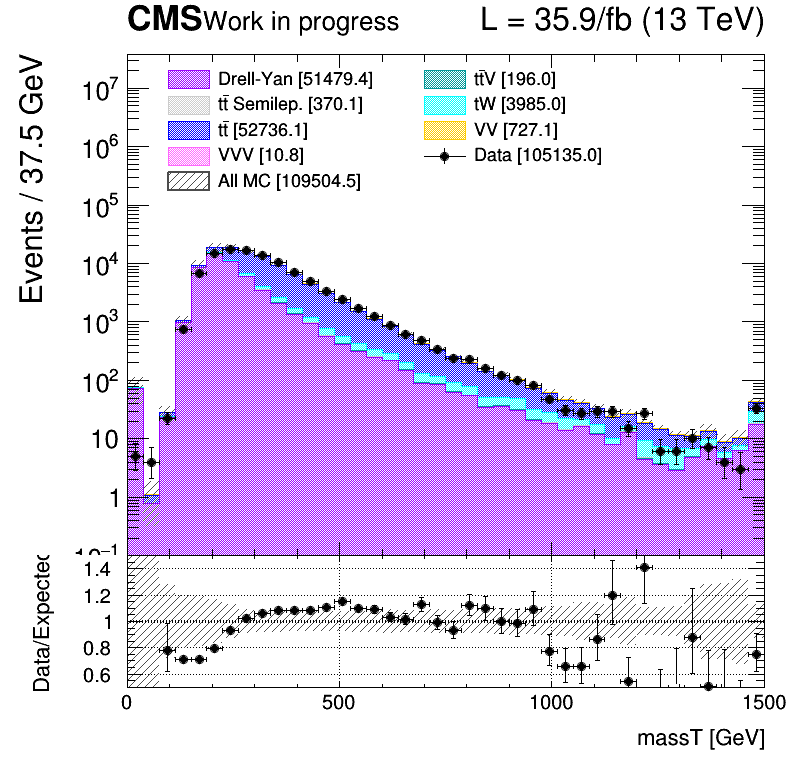 CMS Work in progress L = 35.9/fb (13 TeV)
Events / 37.5 GeV
Drell-Yan [51479.4]
tt̄ Semilep. [370.1]
tt̄ [52736.1]
VVV [10.8]
All MC [109504.5]
tt̄V [196.0]
tW [3985.0]
VV [727.1]
Data [105135.0]
10⁷
10⁶
10⁵
10⁴
10³
10²
10
1
10⁻¹
Data/Expected
1.4
1.2
1
0.8
0.6
0 500 1000 1500
massT [GeV]